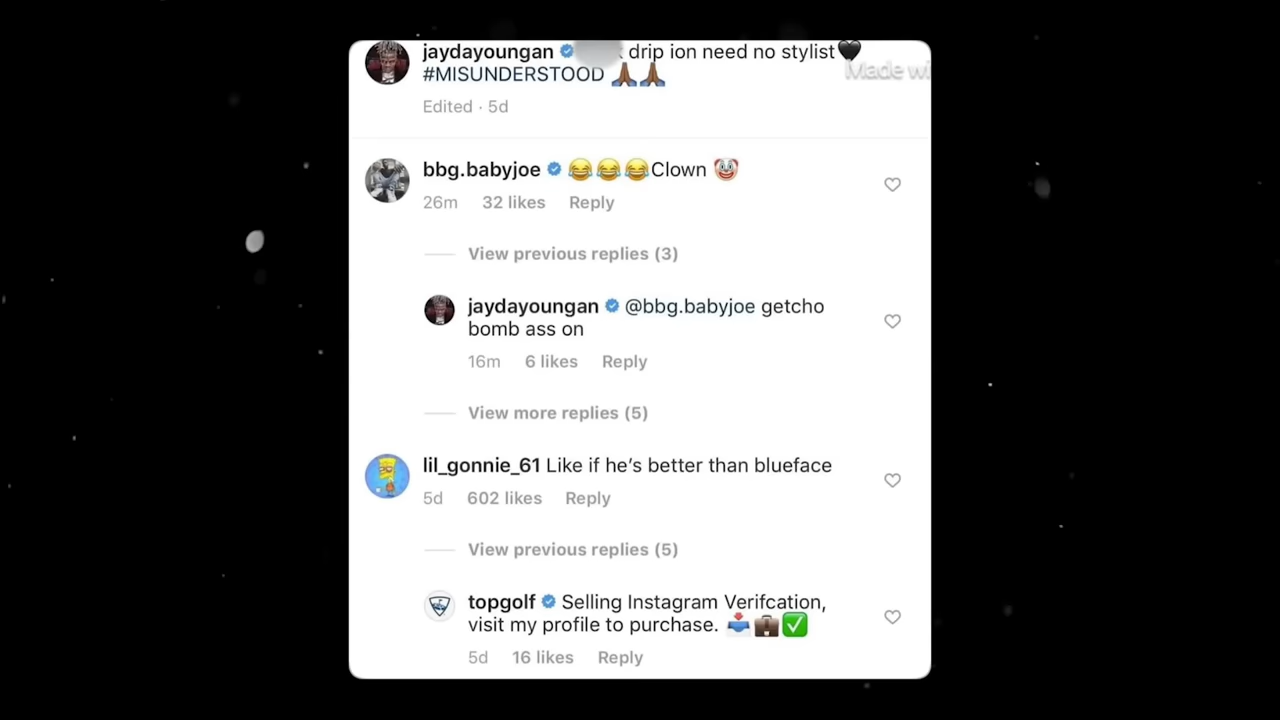 jaydayoungan drip ion need no stylist🖤
#MISUNDERSTOOD 🙏🏾🙏🏾
Made wi
Edited · 5d
bbg.babyjoe 😂😂😂Clown 🤡
26m 32 likes Reply
View previous replies (3)
jaydayoungan @bbg.babyjoe getcho
bomb ass on
16m 6 likes Reply
View more replies (5)
lil_gonnie_61 Like if he's better than blueface
5d 602 likes Reply
View previous replies (5)
topgolf Selling Instagram Verifcation,
visit my profile to purchase. 📥💼✅
5d 16 likes Reply